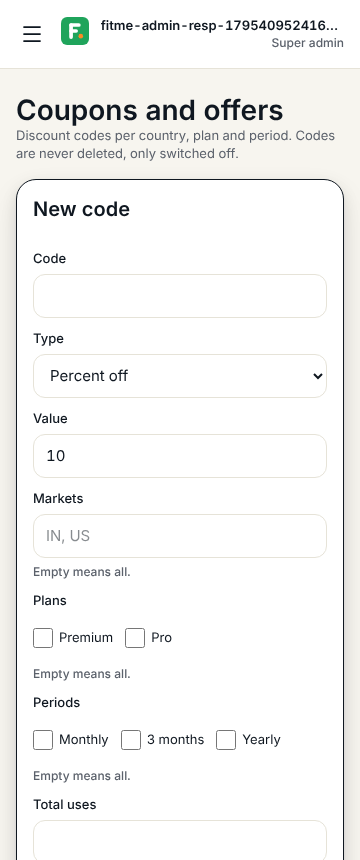 F.
fitme-admin-resp-179540952416...
Super admin
Coupons and offers
Discount codes per country, plan and period. Codes
are never deleted, only switched off.
New code
Code
Type
Percent off
Value
10
Markets
IN, US
Empty means all.
Plans
Premium Pro
Empty means all.
Periods
Monthly 3 months Yearly
Empty means all.
Total uses